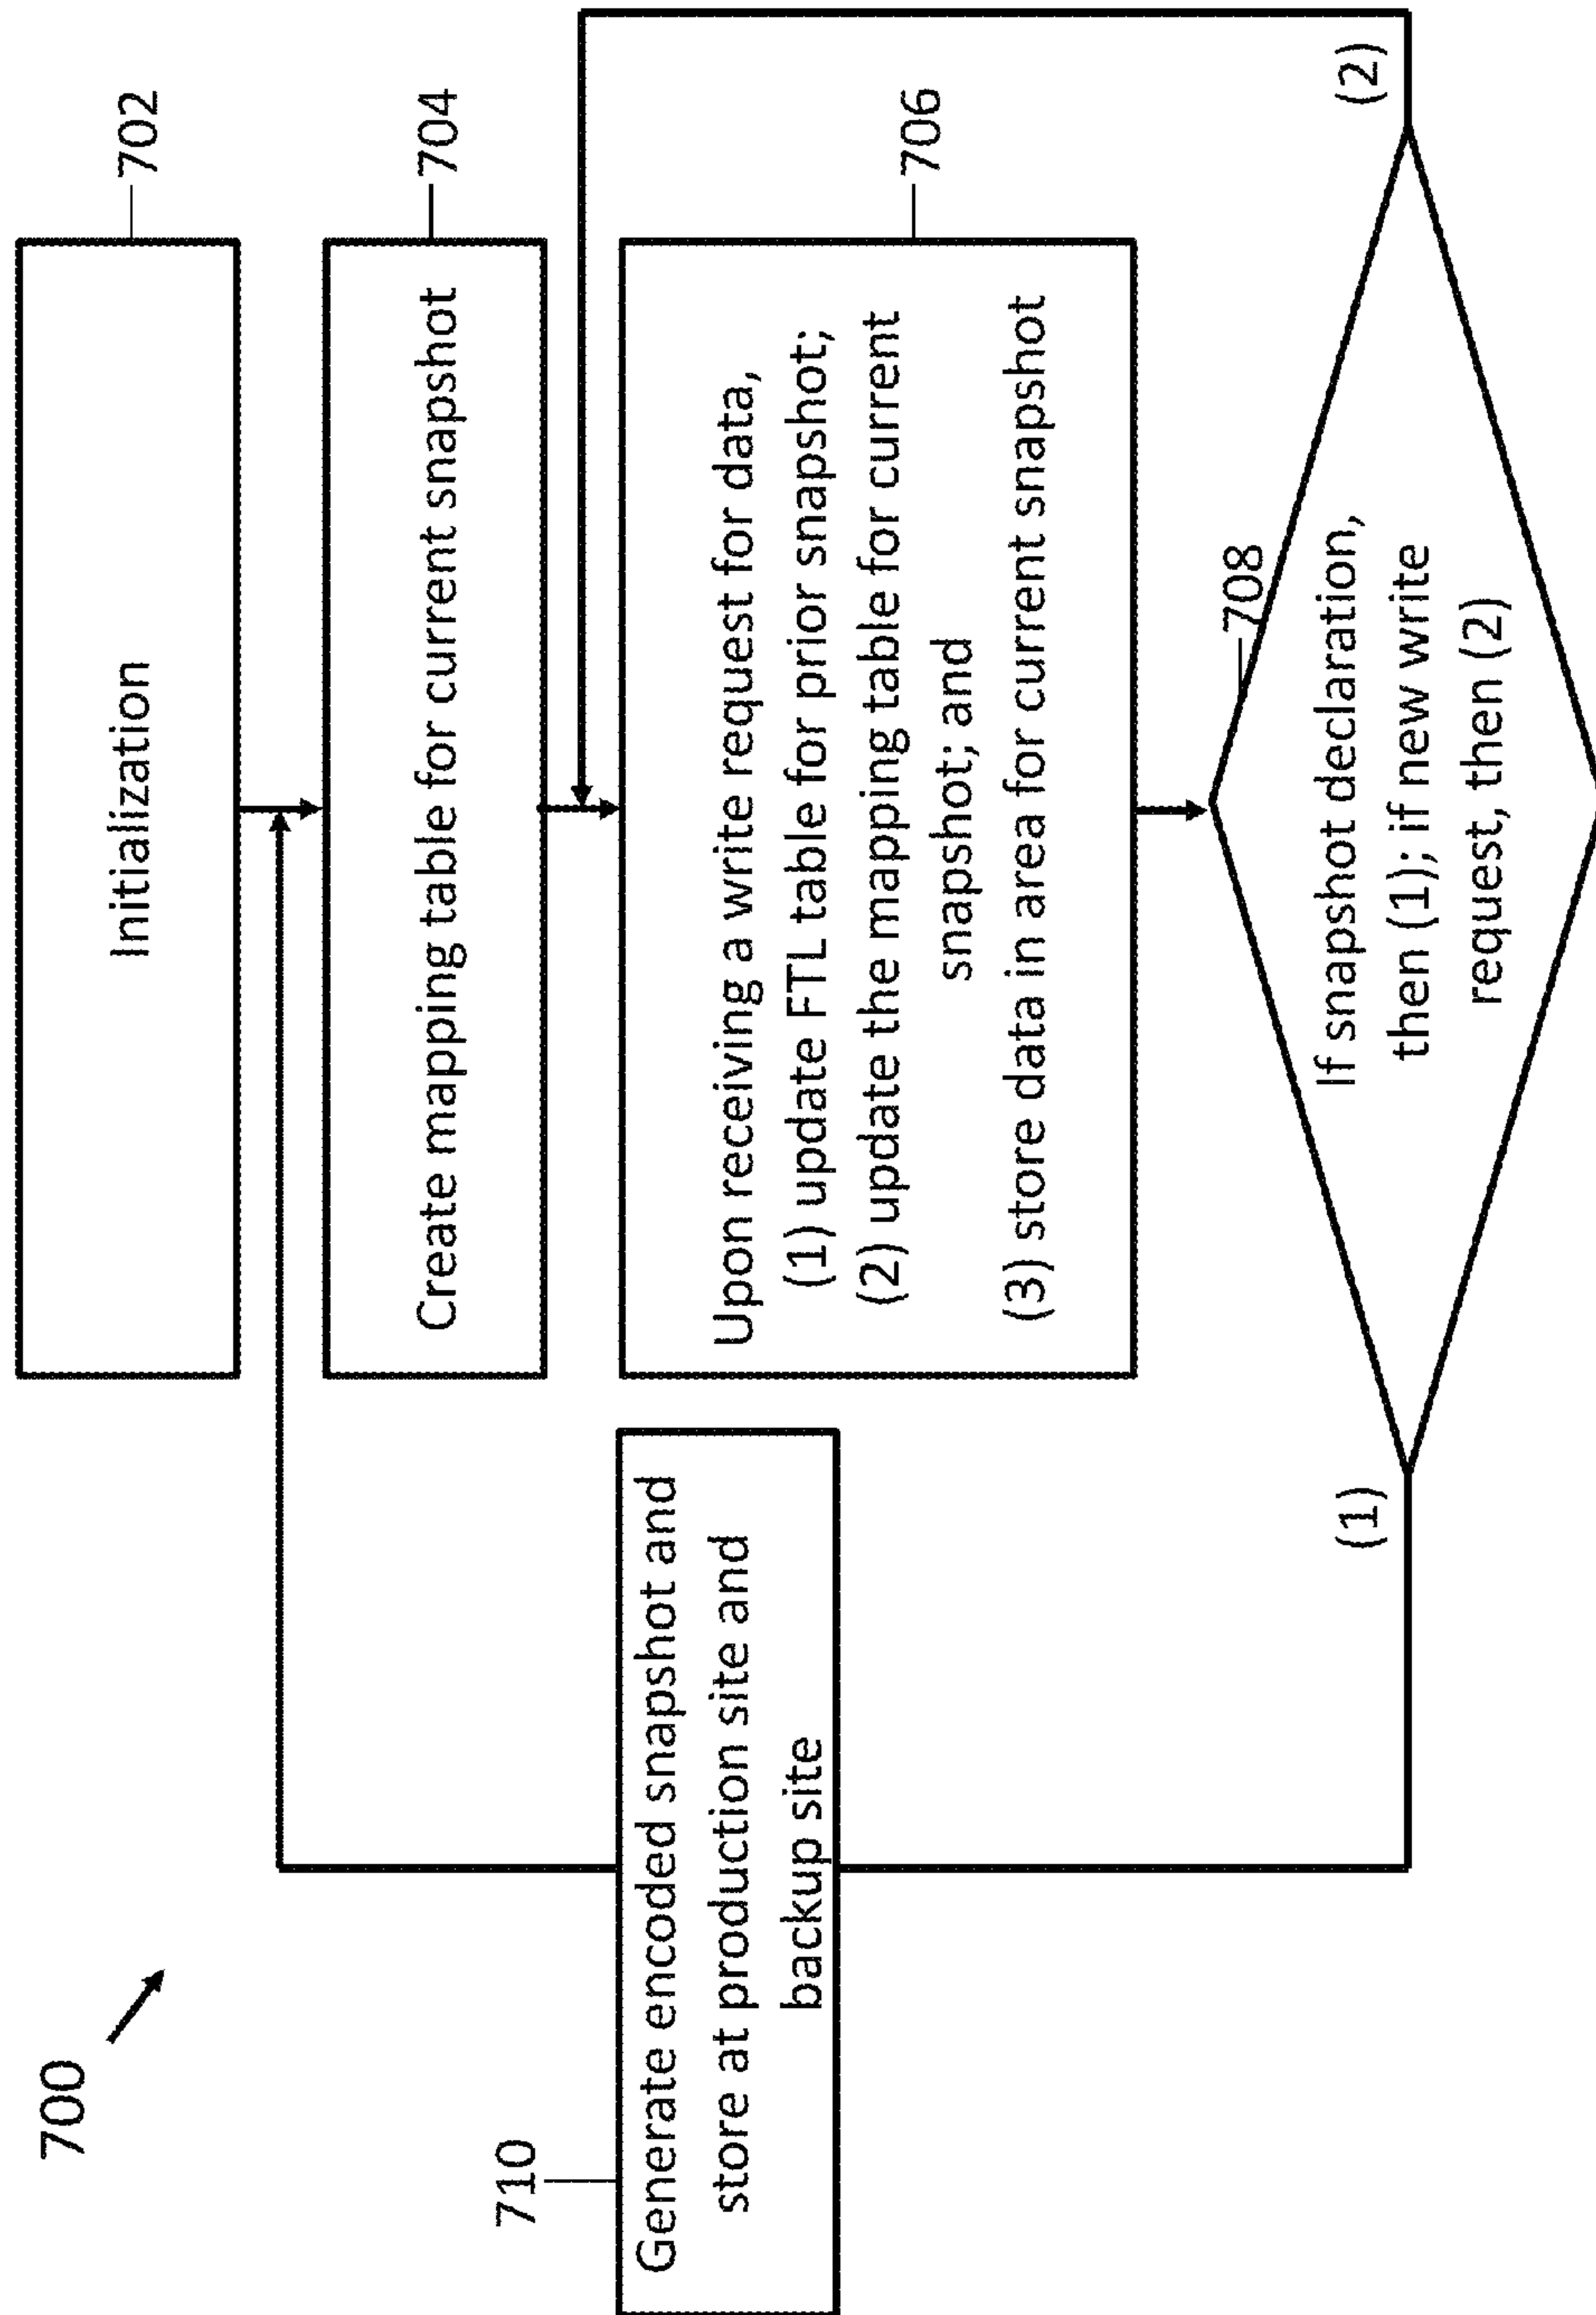 700
Initialization
702
Create mapping table for current snapshot
704
Upon receiving a write request for data,
(1) update FTL table for prior snapshot;
(2) update the mapping table for current
snapshot; and
(3) store data in area for current snapshot
706
710
Generate encoded snapshot and
store at production site and
backup site
708
If snapshot declaration,
then (1); if new write
request, then (2)
(1)
(2)